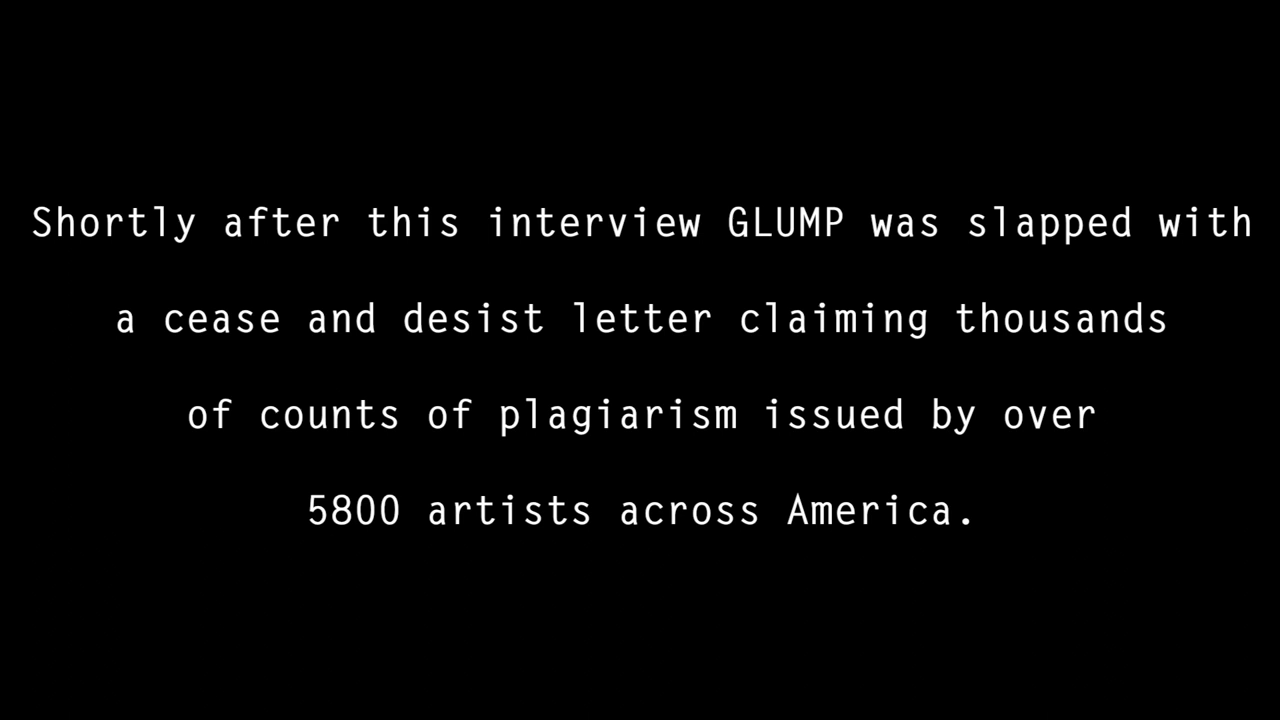 Shortly after this interview GLUMP was slapped with
a cease and desist letter claiming thousands
of counts of plagiarism issued by over
5800 artists across America.